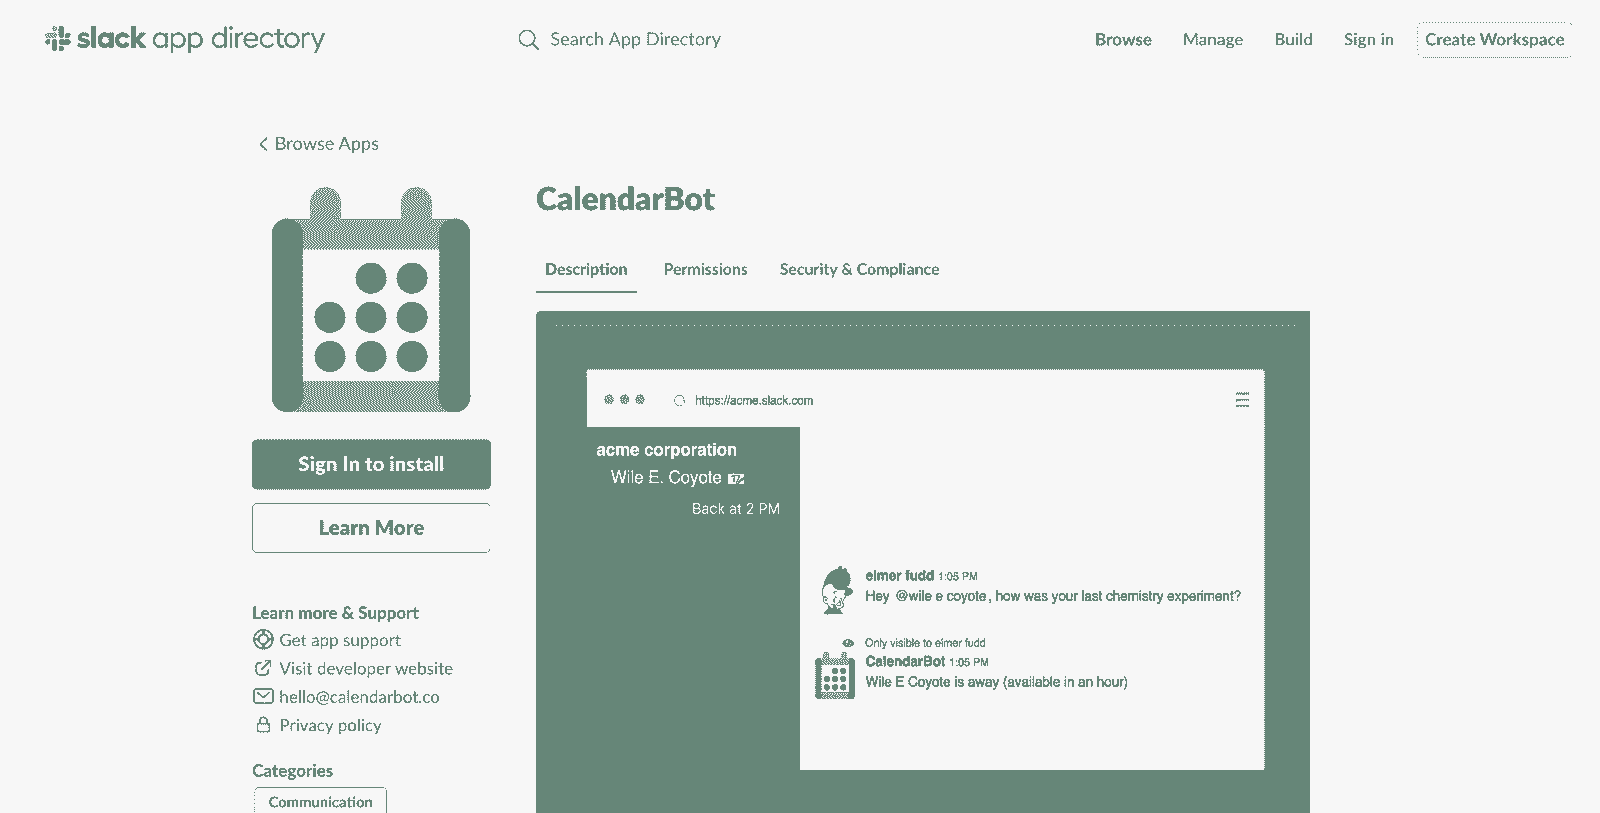 slack app directory
Search App Directory
Browse
Manage
Build
Sign in
Create Workspace
Browse Apps
CalendarBot
Description
Permissions
Security & Compliance
Sign In to install
Learn More
Learn more & Support
Get app support
Visit developer website
hello@calendarbot.co
Privacy policy
Categories
Communication
https://acme.slack.com
acme corporation
Wile E. Coyote
Back at 2 PM
elmer fudd 1:05 PM
Hey @wile e coyote, how was your last chemistry experiment?
Only visible to elmer fudd
CalendarBot 1:05 PM
Wile E Coyote is away (available in an hour)